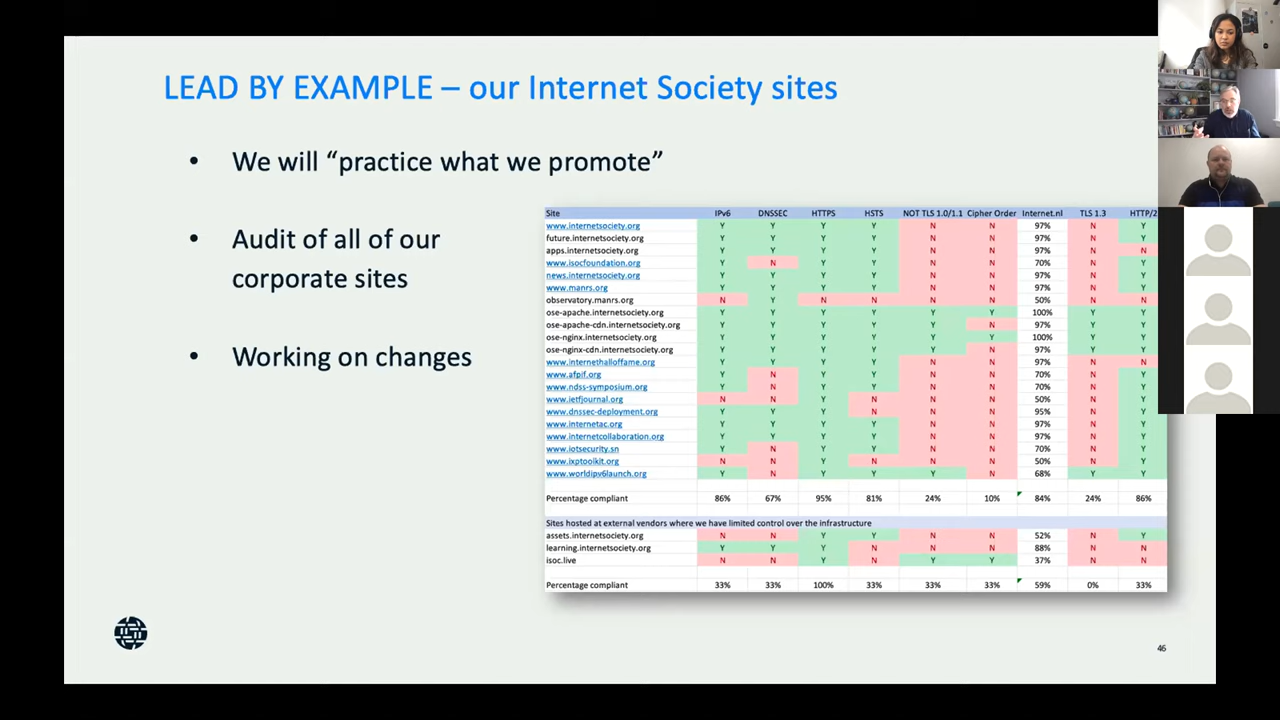 LEAD BY EXAMPLE – our Internet Society sites
• We will “practice what we promote”
• Audit of all of our
corporate sites
• Working on changes
Site IPv6 DNSSEC HTTPS HSTS NOT TLS 1.0/1.1 Cipher Order Internet.nl TLS 1.3 HTTP/2
www.internetsociety.org Y Y Y Y N N 97% N Y
future.internetsociety.org Y Y Y Y N N 97% N Y
apps.internetsociety.org Y Y Y Y N N 97% N N
www.isocfoundation.org Y N Y Y N N 70% N Y
news.internetsociety.org Y Y Y Y N N 97% N Y
www.manrs.org Y Y Y Y N N 97% N Y
observatory.manrs.org N Y N N N N 50% N N
ose-apache.internetsociety.org Y Y Y Y Y Y 100% Y Y
ose-apache-cdn.internetsociety.org Y Y Y Y Y N 97% Y Y
ose-nginx.internetsociety.org Y Y Y Y Y Y 100% Y Y
ose-nginx-cdn.internetsociety.org Y Y Y Y Y N 97% Y Y
www.internethalloffame.org Y Y Y Y N N 97% N N
www.afpif.org Y N Y Y N N 70% N Y
www.ndss-symposium.org Y N Y Y N N 70% N Y
www.ietfjournal.org N N Y N N N 50% N Y
www.dnssec-deployment.org Y Y Y Y N N 95% N Y
www.internetac.org Y Y Y Y N N 97% N Y
www.internetcollaboration.org Y Y Y Y N N 97% N Y
www.iotsecurity.sn Y N Y Y N N 70% N Y
www.ixptoolkit.org N N Y N N N 50% N Y
www.worldipv6launch.org Y N Y Y Y N 68% Y Y
Percentage compliant 86% 67% 95% 81% 24% 10% 84% 24% 86%
Sites hosted at external vendors where we have limited control over the infrastructure
assets.internetsociety.org N N Y Y N N 52% N Y
learning.internetsociety.org Y Y Y N N N 88% N N
isoc.live N N Y N Y Y 37% N N
Percentage compliant 33% 33% 100% 33% 33% 33% 59% 0% 33%
46